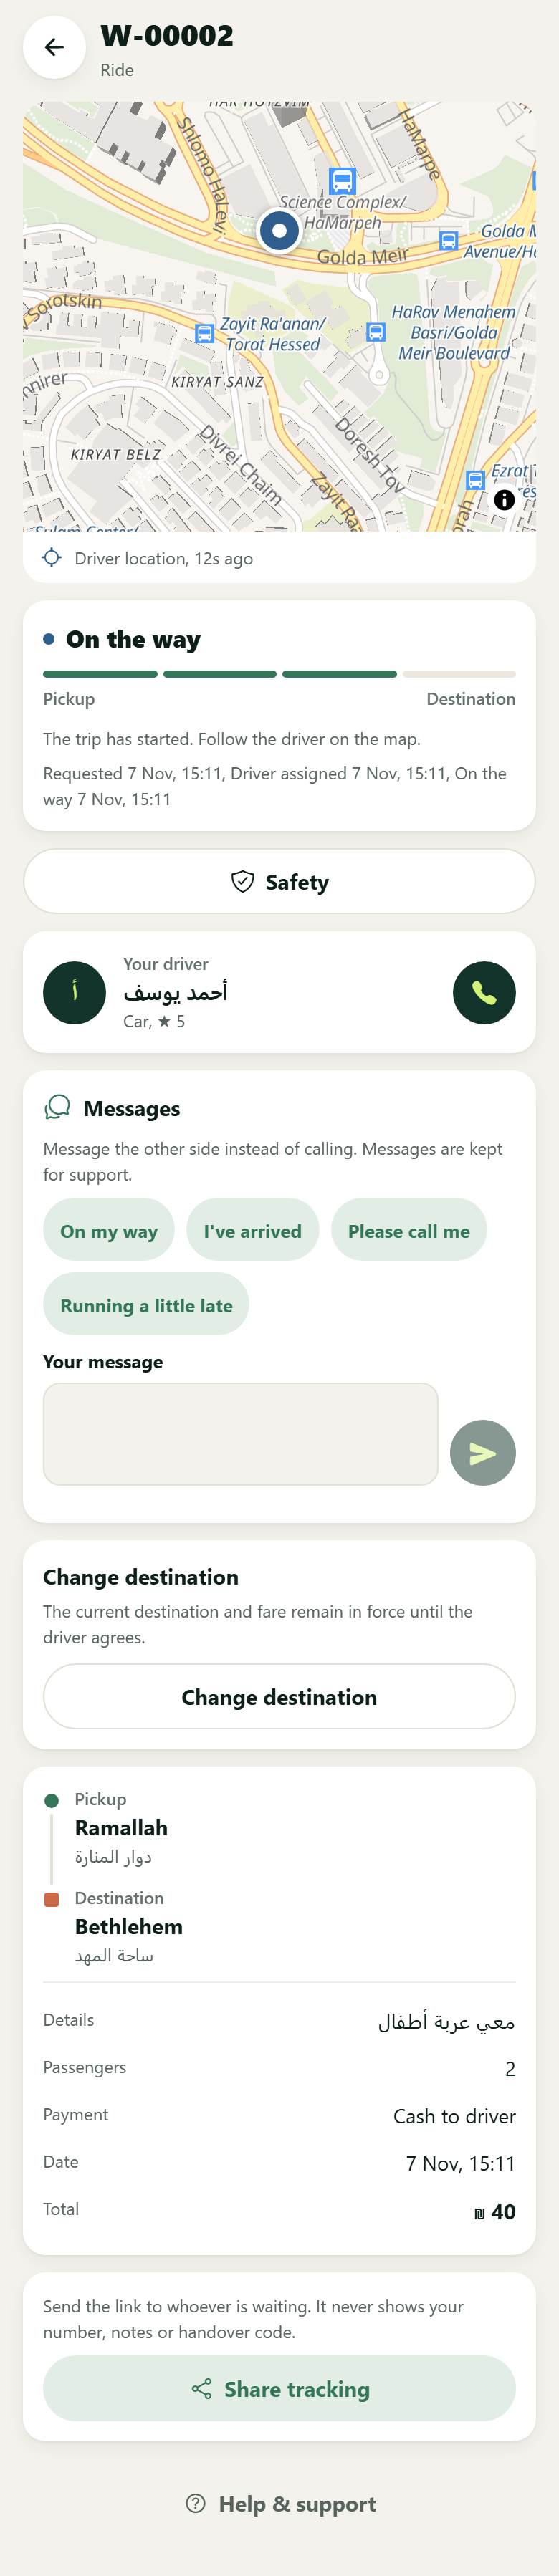 W-00002
Ride
HAR HOTZVIM
Shlomo HaLevy
HaMarpe
Science Complex/
HaMarpeh
Golda Meir
Golda M
Avenue/Ha
Sorotskin
Zayit Ra'anan/
Torat Hessed
HaRav Menahem
Basri/Golda
Meir Boulevard
KIRYAT SANZ
KIRYAT BELZ
Divrei Chaim
Doresh Tov
Zayit Ra
Ezrat T
Driver location, 12s ago
On the way
Pickup
Destination
The trip has started. Follow the driver on the map.
Requested 7 Nov, 15:11, Driver assigned 7 Nov, 15:11, On the
way 7 Nov, 15:11
Safety
Your driver
أ
أحمد يوسف
Car, ★ 5
Messages
Message the other side instead of calling. Messages are kept
for support.
On my way
I've arrived
Please call me
Running a little late
Your message
Change destination
The current destination and fare remain in force until the
driver agrees.
Change destination
Pickup
Ramallah
دوار المنارة
Destination
Bethlehem
ساحة المهد
Details
معي عربة أطفال
Passengers
2
Payment
Cash to driver
Date
7 Nov, 15:11
Total
₪ 40
Send the link to whoever is waiting. It never shows your
number, notes or handover code.
Share tracking
Help & support